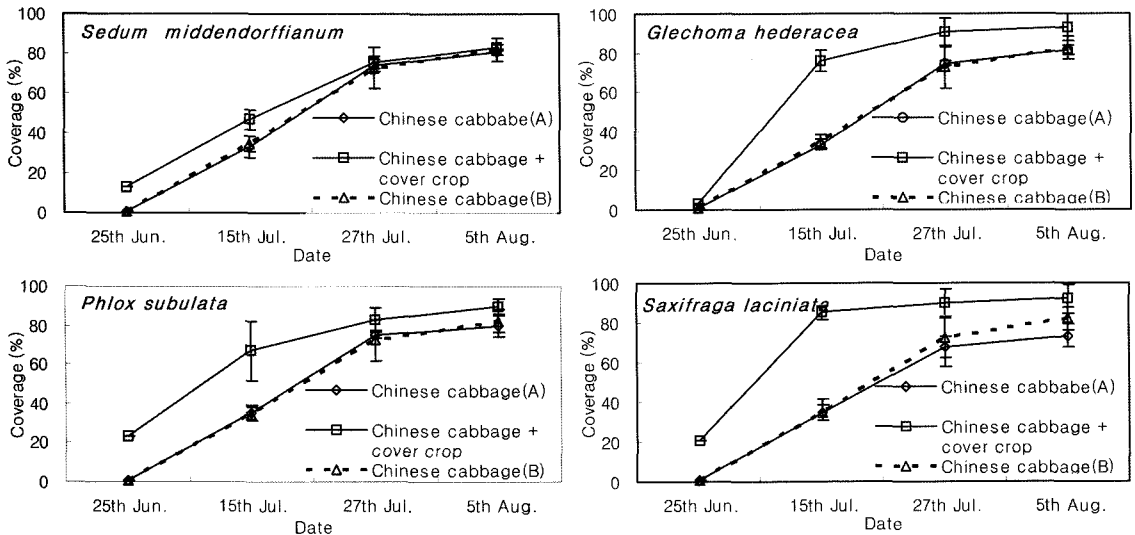 Sedum middendorffianum
Coverage (%)
100
80
60
40
20
0
Chinese cabbabe(A)
Chinese cabbage +
cover crop
Chinese cabbage(B)
25th Jun.
15th Jul.
27th Jul.
5th Aug.
Date
Glechoma hederacea
Coverage (%)
100
80
60
40
20
0
Chinese cabbage(A)
Chinese cabbage +
cover crop
Chinese cabbage(B)
25th Jun.
15th Jul.
27th Jul.
5th Aug.
Date
Phlox subulata
Coverage (%)
100
80
60
40
20
0
Chinese cabbage(A)
Chinese cabbage +
cover crop
Chinese cabbage(B)
25th Jun.
15th Jul.
27th Jul.
5th Aug.
Date
Saxifraga laciniata
Coverage (%)
100
80
60
40
20
0
Chinese cabbabe(A)
Chinese cabbage +
cover crop
Chinese cabbage(B)
25th Jun.
15th Jul.
27th Jul.
5th Aug.
Date